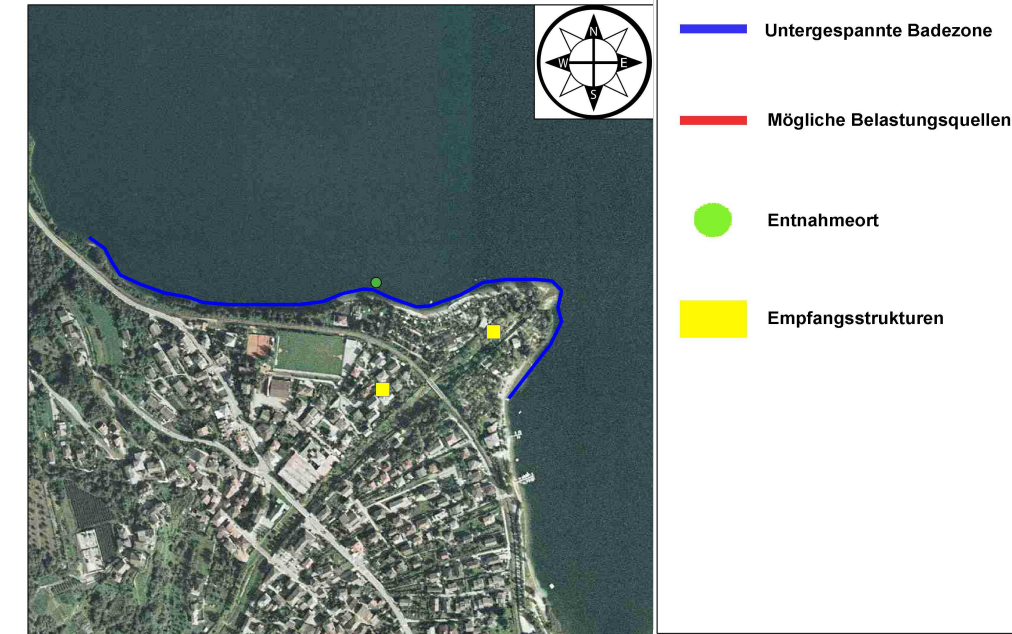 N
W
E
S
Untergespannte Badezone
Mögliche Belastungsquellen
Entnahmeort
Empfangsstrukturen